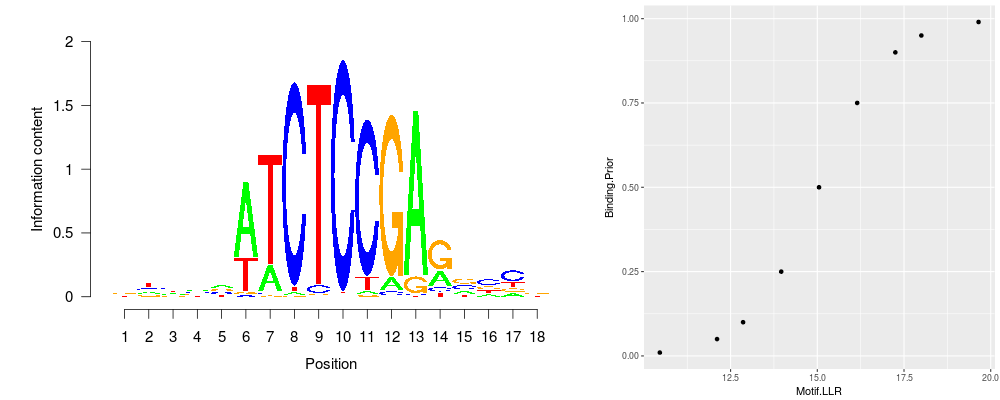 2
1.5
1
0.5
0
Information content
A T C T C C G A G
T A C T A G A C
1 2 3 4 5 6 7 8 9 10 11 12 13 14 15 16 17 18
Position
1.00
0.75
0.50
0.25
0.00
Binding.Prior
12.5 15.0 17.5 20.0
Motif.LLR